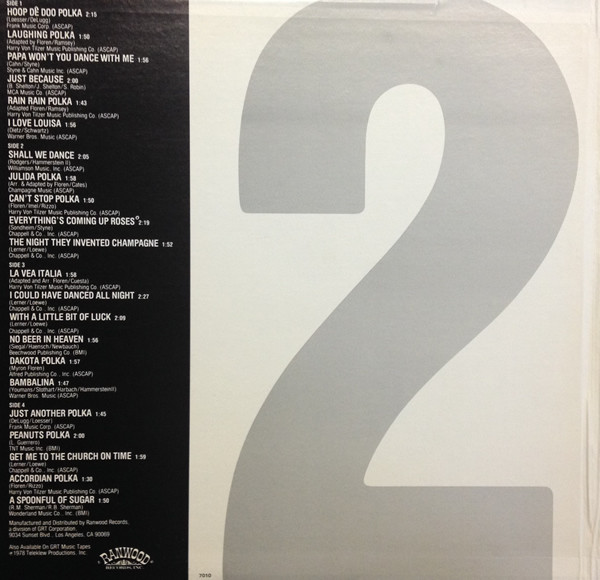 SIDE 1
HOOP DĒ DOO POLKA 2:15
(Loesser/DeLugg)
Frank Music Corp. (ASCAP)
LAUGHING POLKA 1:50
(Adapted by Floren/Ramsey)
Harry Von Tilzer Music Publishing Co. (ASCAP)
PAPA WON'T YOU DANCE WITH ME 1:56
(Cahn/Styne)
Styne & Cahn Music Inc. (ASCAP)
JUST BECAUSE 2:00
(B. Shelton/J. Shelton/S. Robin)
MCA Music Co. (ASCAP)
RAIN RAIN POLKA 1:43
(Adapted Floren/Ramsey)
Harry Von Tilzer Music Publishing Co. (ASCAP)
I LOVE LOUISA 1:56
(Dietz/Schwartz)
Warner Bros. Music (ASCAP)
SIDE 2
SHALL WE DANCE 2:05
(Rodgers/Hammerstein II)
Williamson Music, Inc. (ASCAP)
JULIDA POLKA 1:58
(Arr. & Adapted by Floren/Cates)
Champagne Music (ASCAP)
CAN'T STOP POLKA 1:50
(Floren/Imel/Rizzo)
Harry Von Tilzer Music Publishing Co. (ASCAP)
EVERYTHING'S COMING UP ROSES 2:19
(Sondheim/Styne)
Chappell & Co., Inc. (ASCAP)
THE NIGHT THEY INVENTED CHAMPAGNE 1:52
(Lerner/Loewe)
Chappell & Co., Inc. (ASCAP)
SIDE 3
LA VEA ITALIA 1:58
(Adapted and Arr. Floren/Cuesta)
Harry Von Tilzer Music Publishing Co. (ASCAP)
I COULD HAVE DANCED ALL NIGHT 2:27
(Lerner/Loewe)
Chappell & Co., Inc. (ASCAP)
WITH A LITTLE BIT OF LUCK 2:09
(Lerner/Loewe)
Chappell & Co., Inc. (ASCAP)
NO BEER IN HEAVEN 1:56
(Siegal/Haensch/Newbauch)
Beechwood Publishing Co. (BMI)
DAKOTA POLKA 1:57
(Myron Floren)
Alfred Publishing Co., Inc. (ASCAP)
BAMBALINA 1:47
(Youmans/Stothart/Harbach/HammersteinII)
Warner Bros. Music (ASCAP)
SIDE 4
JUST ANOTHER POLKA 1:45
(DeLugg/Loesser)
Frank Music Corp. (ASCAP)
PEANUTS POLKA 2:00
(L. Guerrero)
TNT Music Inc. (BMI)
GET ME TO THE CHURCH ON TIME 1:59
(Lerner/Loewe)
Chappell & Co., Inc. (ASCAP)
ACCORDIAN POLKA 1:30
(Floren/Rizzo)
Harry Von Tilzer Music Publishing Co. (ASCAP)
A SPOONFUL OF SUGAR 1:50
(R.M. Sherman/R.B. Sherman)
Wonderland Music Co., Inc. (BMI)
Manufactured and Distributed by Ranwood Records,
a division of GRT Corporation,
9034 Sunset Blvd., Los Angeles, CA 90069
Also Available On GRT Music Tapes
℗ 1978 Teleklew Productions, Inc.
RANWOOD
RECORDS, INC.
7010
2